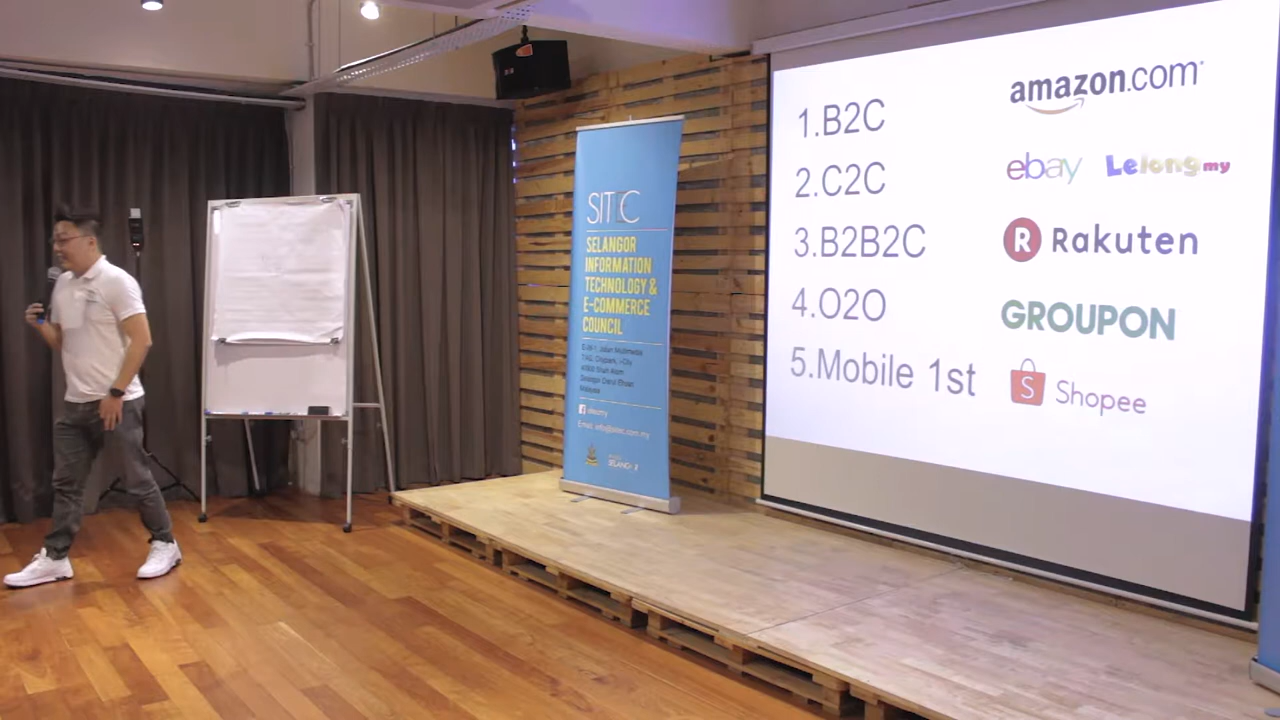 SITEC
SELANGOR
INFORMATION
TECHNOLOGY &
E-COMMERCE
COUNCIL
Malaysia
1.B2C
amazon.com
2.C2C
ebay Lelong my
3.B2B2C
R Rakuten
4.O2O
GROUPON
5.Mobile 1st
S Shopee